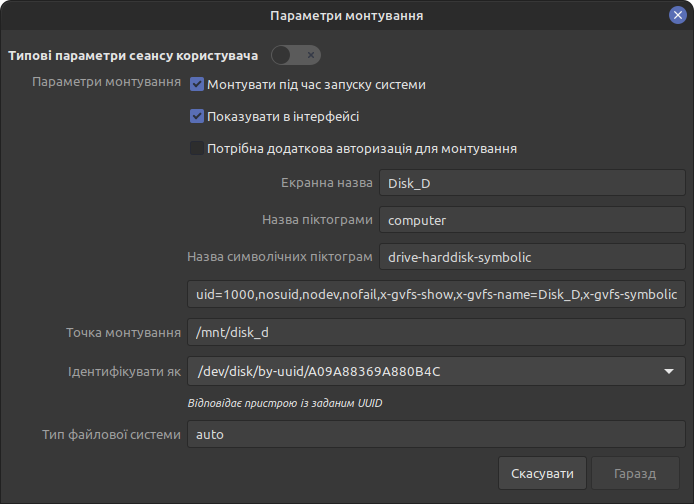 Параметри монтування
Типові параметри сеансу користувача
Параметри монтування
Монтувати під час запуску системи
Показувати в інтерфейсі
Потрібна додаткова авторизація для монтування
Екранна назва Disk_D
Назва піктограми computer
Назва символічних піктограм drive-harddisk-symbolic
uid=1000,nosuid,nodev,nofail,x-gvfs-show,x-gvfs-name=Disk_D,x-gvfs-symbolic
Точка монтування /mnt/disk_d
Ідентифікувати як /dev/disk/by-uuid/A09A88369A880B4C
Відповідає пристрою із заданим UUID
Тип файлової системи auto
Скасувати Гаразд